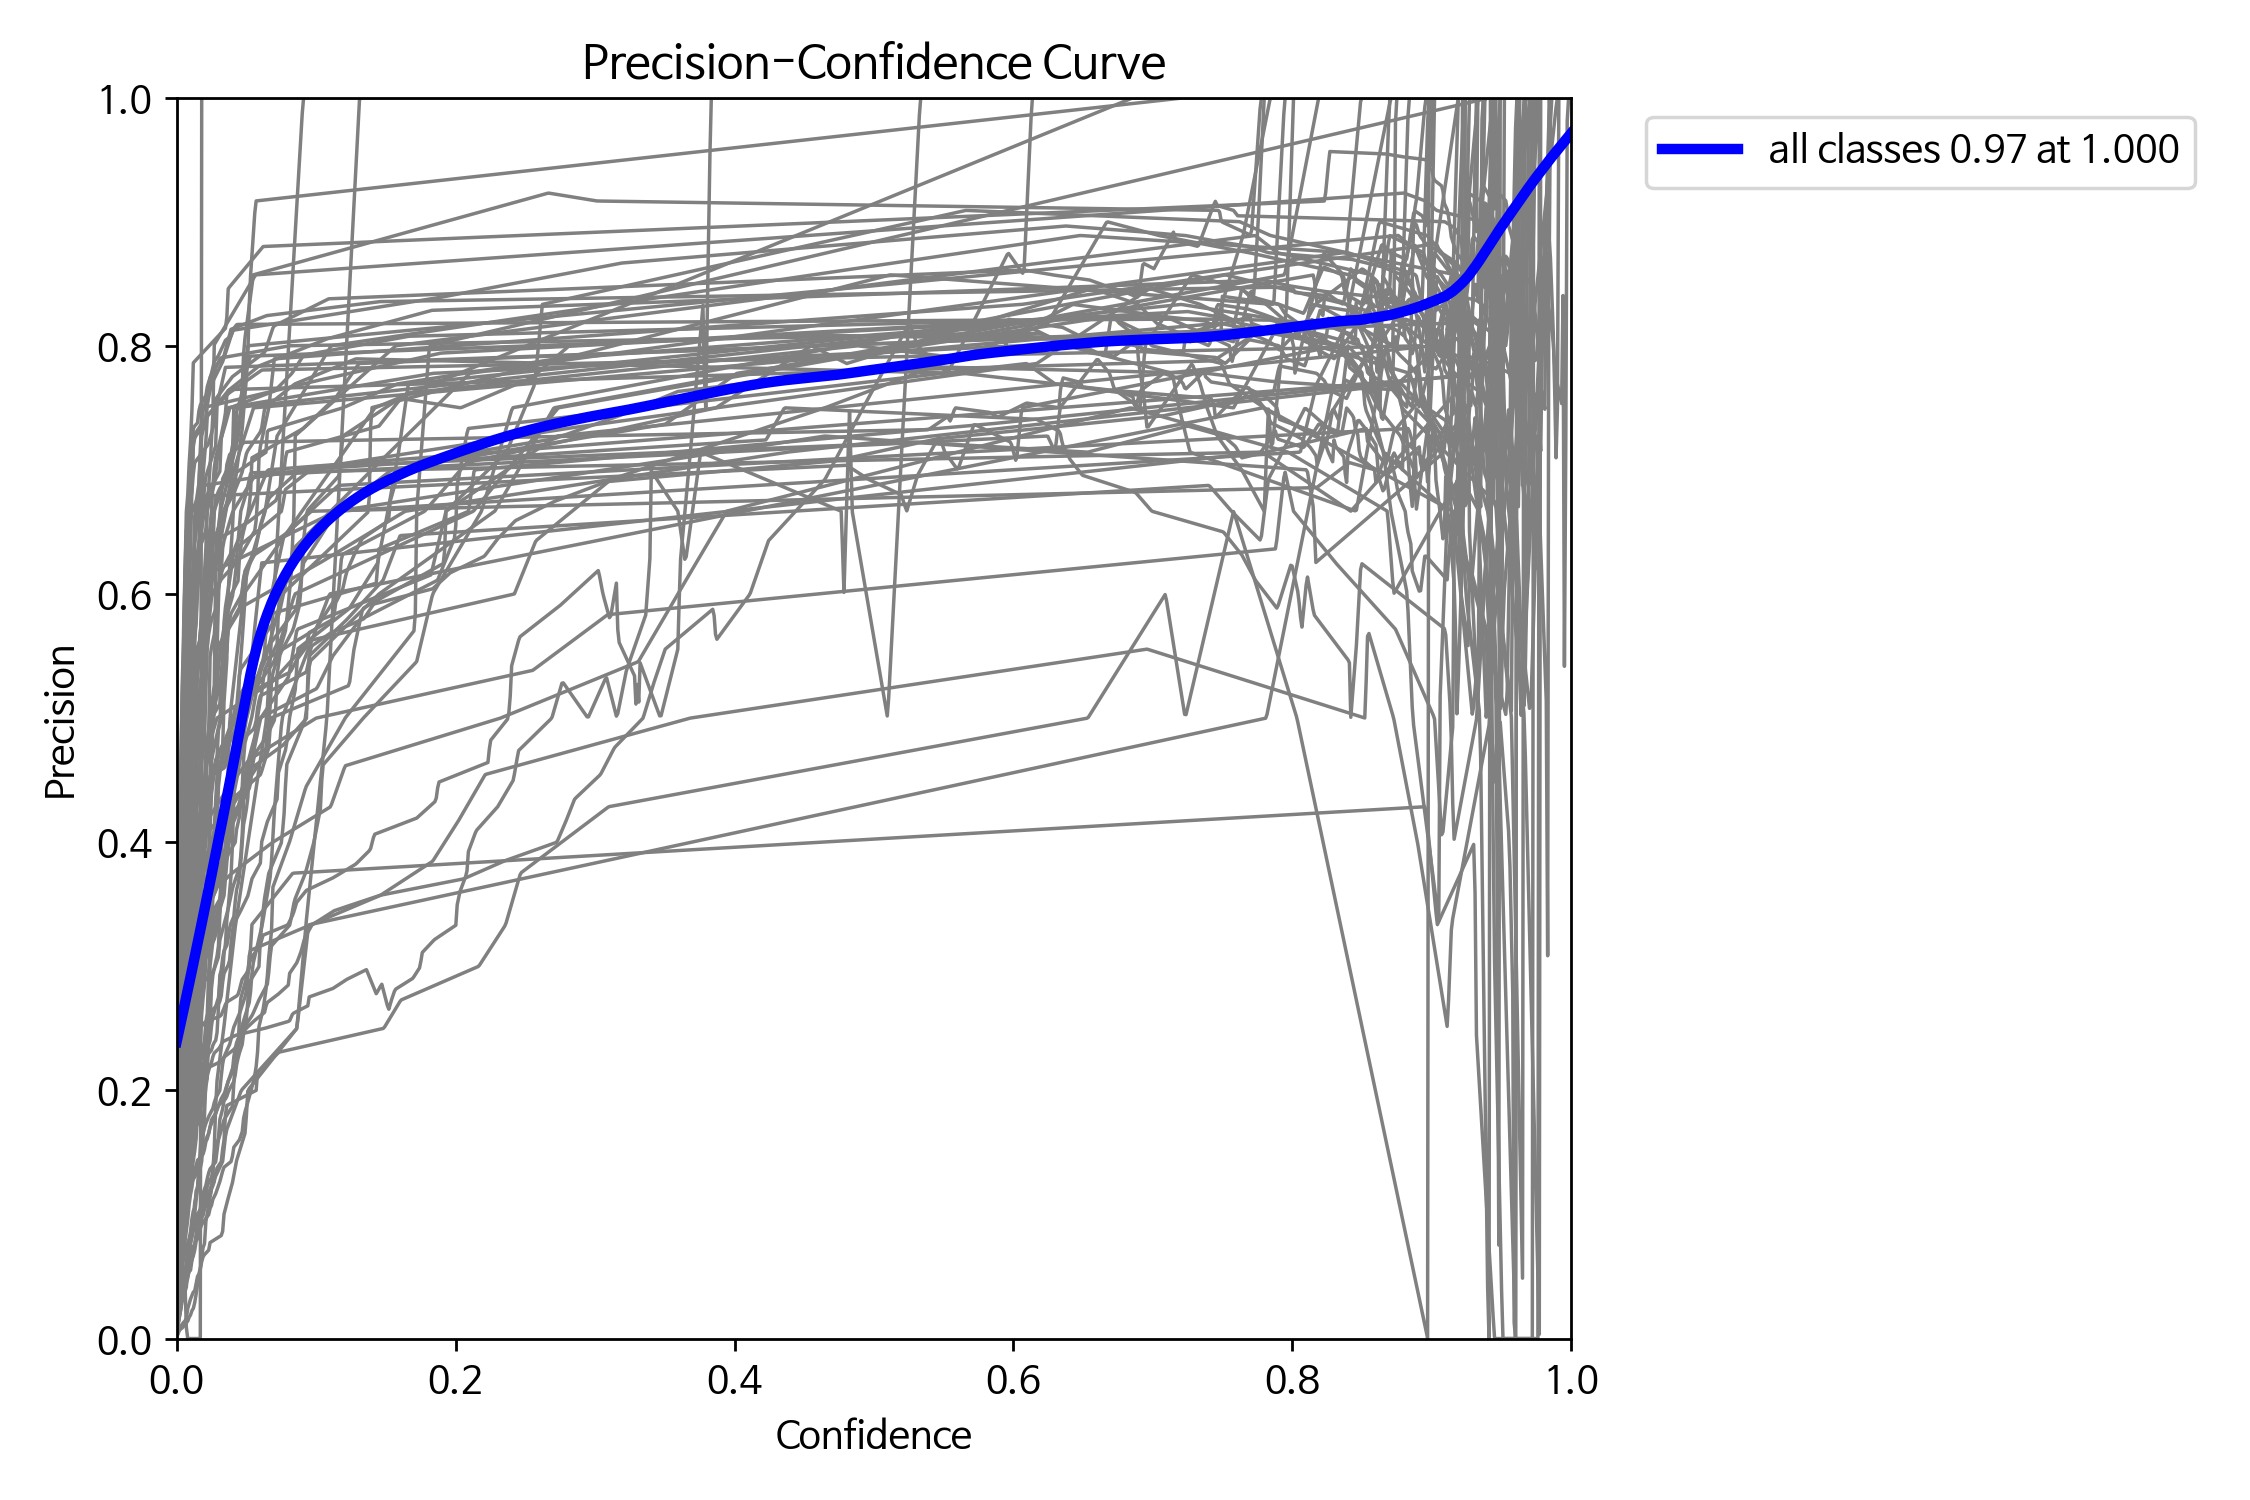 Precision-Confidence Curve
all classes 0.97 at 1.000
1.0
0.8
0.6
0.4
0.2
0.0
Precision
0.0 0.2 0.4 0.6 0.8 1.0
Confidence